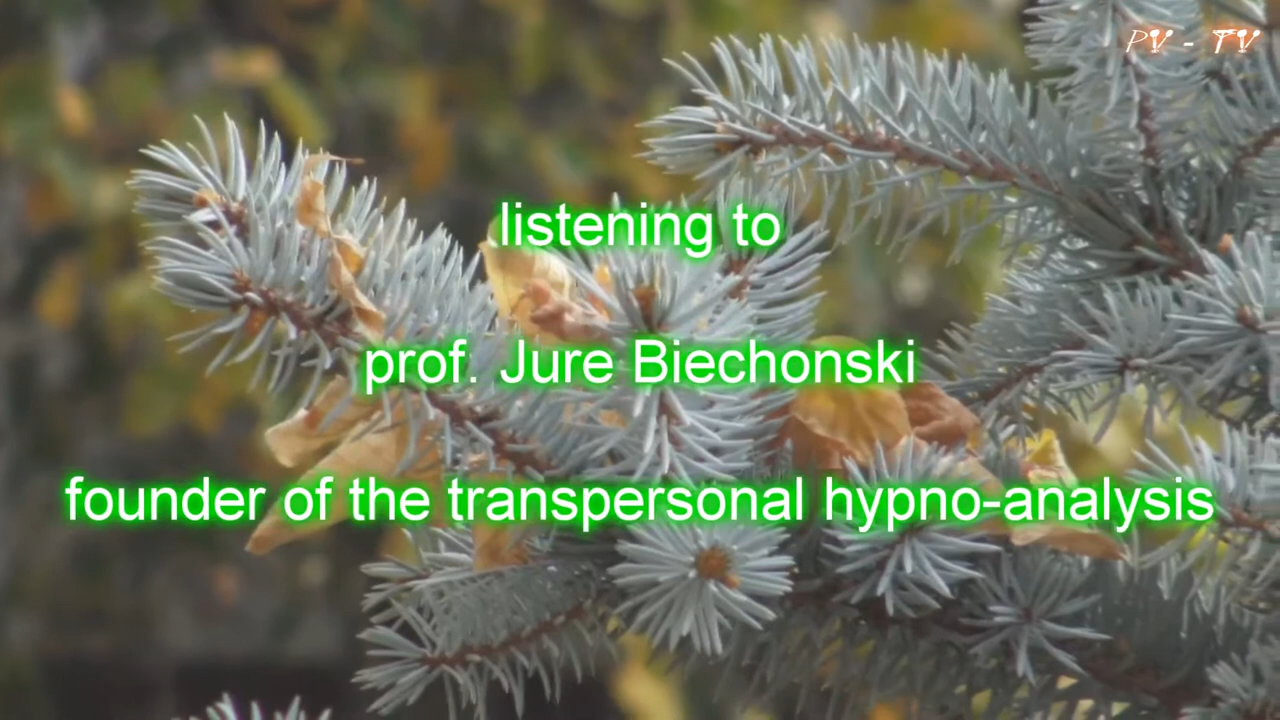 PV - TV
listening to
prof. Jure Biechonski
founder of the transpersonal hypno-analysis